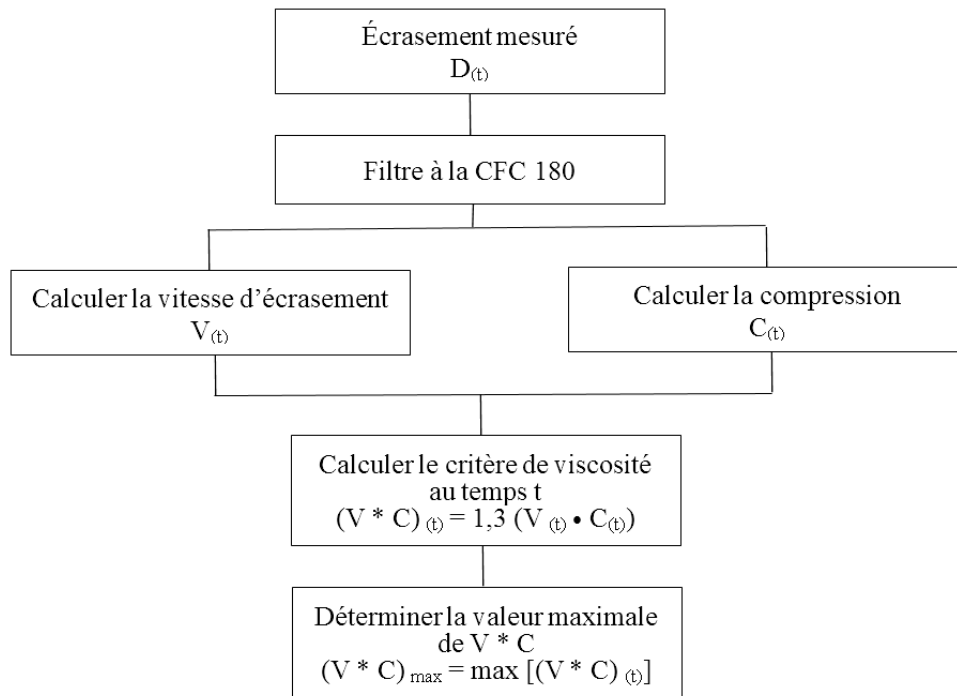 Écrasement mesuré
D(t)
Filtre à la CFC 180
Calculer la vitesse d’écrasement
V(t)
Calculer la compression
C(t)
Calculer le critère de viscosité
au temps t
(V * C) (t) = 1,3 (V (t) • C(t))
Déterminer la valeur maximale
de V * C
(V * C) max = max [(V * C) (t)]